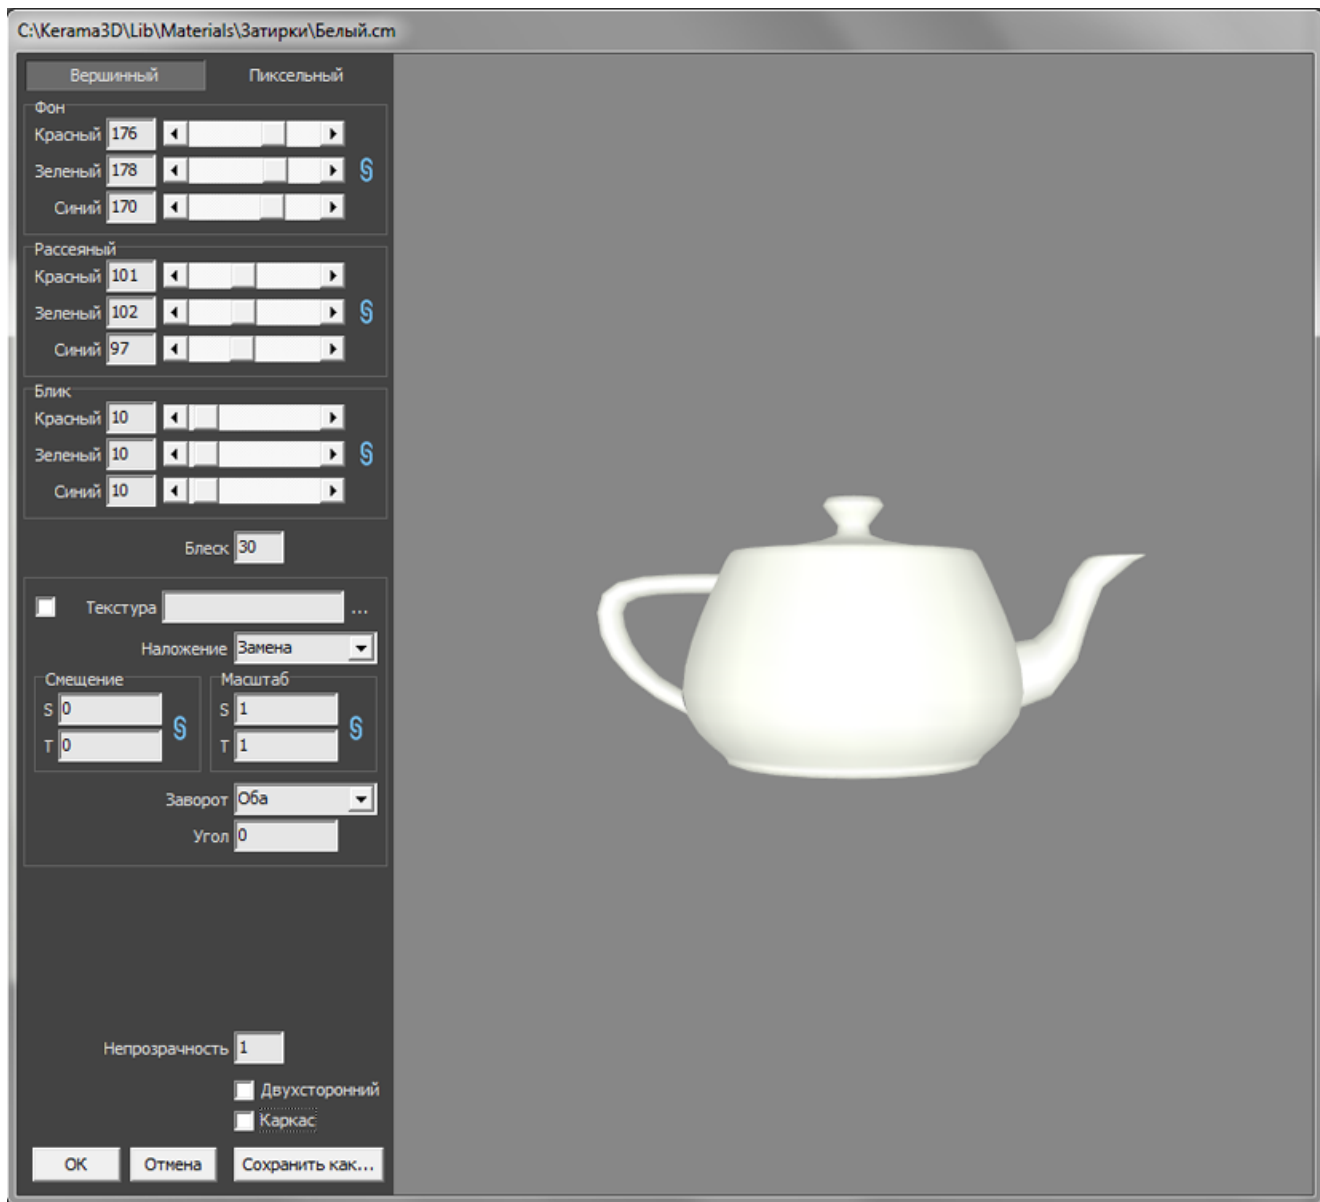 C:\Kerama3D\Lib\Materials\Затирки\Белый.cm
Вершинный Пиксельный
Фон
Красный 176
Зеленый 178
Синий 170
Рассеяный
Красный 101
Зеленый 102
Синий 97
Блик
Красный 10
Зеленый 10
Синий 10
Блеск 30
Текстура ...
Наложение Замена
Смещение Масштаб
S 0 S 1
T 0 T 1
Заворот Оба
Угол 0
Непрозрачность 1
Двухсторонний
Каркас
ОК Отмена Сохранить как...